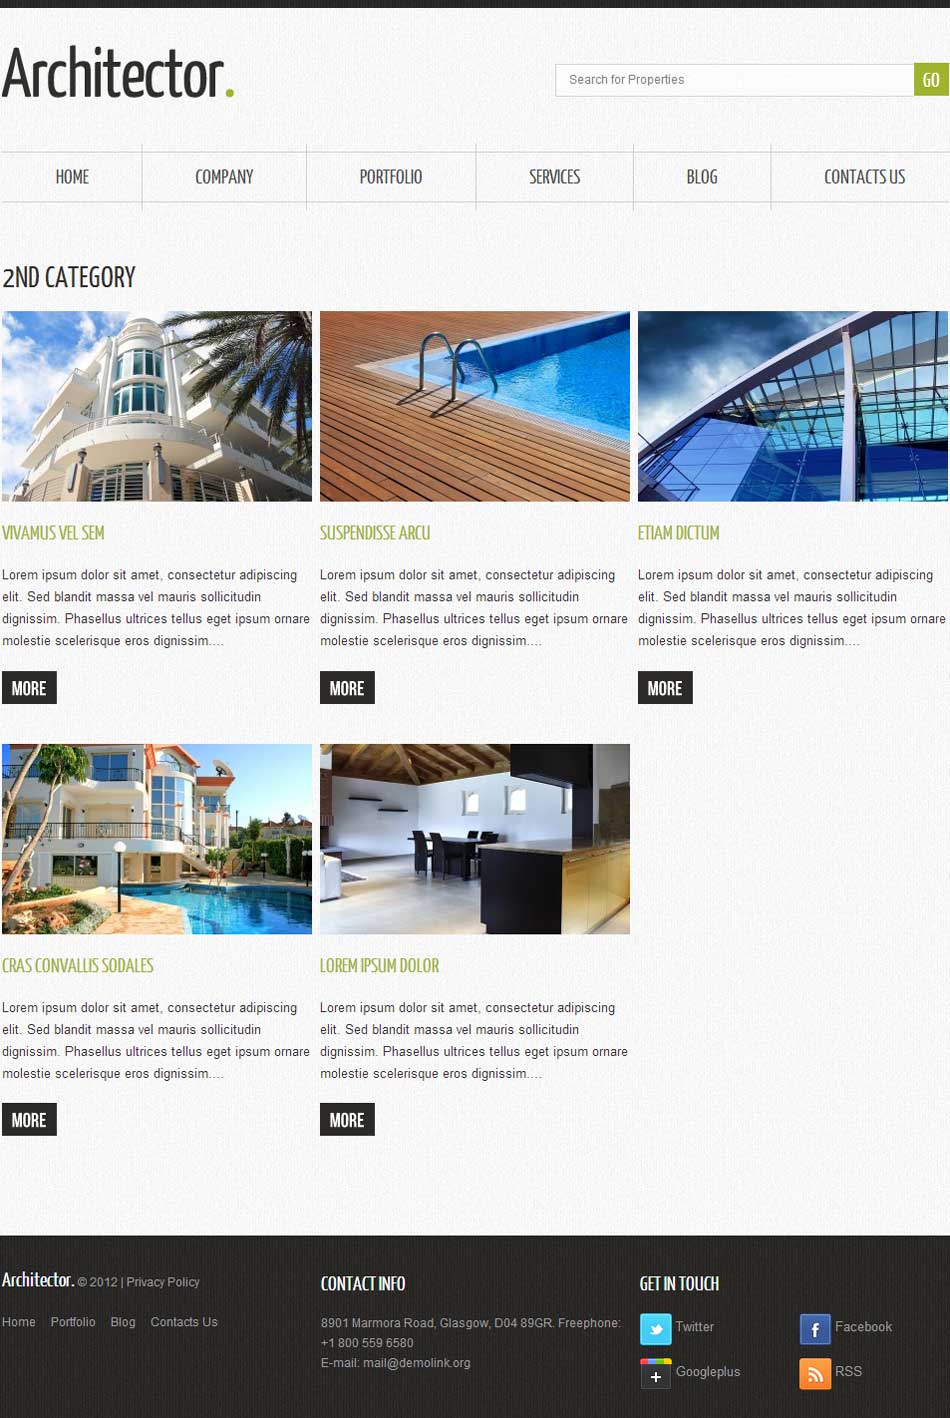 Architector.
Search for Properties
GO
HOME
COMPANY
PORTFOLIO
SERVICES
BLOG
CONTACTS US
2ND CATEGORY
VIVAMUS VEL SEM
Lorem ipsum dolor sit amet, consectetur adipiscing
elit. Sed blandit massa vel mauris sollicitudin
dignissim. Phasellus ultrices tellus eget ipsum ornare
molestie scelerisque eros dignissim....
MORE
SUSPENDISSE ARCU
Lorem ipsum dolor sit amet, consectetur adipiscing
elit. Sed blandit massa vel mauris sollicitudin
dignissim. Phasellus ultrices tellus eget ipsum ornare
molestie scelerisque eros dignissim....
MORE
ETIAM DICTUM
Lorem ipsum dolor sit amet, consectetur adipiscing
elit. Sed blandit massa vel mauris sollicitudin
dignissim. Phasellus ultrices tellus eget ipsum ornare
molestie scelerisque eros dignissim....
MORE
CRAS CONVALLIS SODALES
Lorem ipsum dolor sit amet, consectetur adipiscing
elit. Sed blandit massa vel mauris sollicitudin
dignissim. Phasellus ultrices tellus eget ipsum ornare
molestie scelerisque eros dignissim....
MORE
LOREM IPSUM DOLOR
Lorem ipsum dolor sit amet, consectetur adipiscing
elit. Sed blandit massa vel mauris sollicitudin
dignissim. Phasellus ultrices tellus eget ipsum ornare
molestie scelerisque eros dignissim....
MORE
Architector. © 2012 | Privacy Policy
Home Portfolio Blog Contacts Us
CONTACT INFO
8901 Marmora Road, Glasgow, D04 89GR. Freephone:
+1 800 559 6580
E-mail: mail@demolink.org
GET IN TOUCH
Twitter
Facebook
Googleplus
RSS